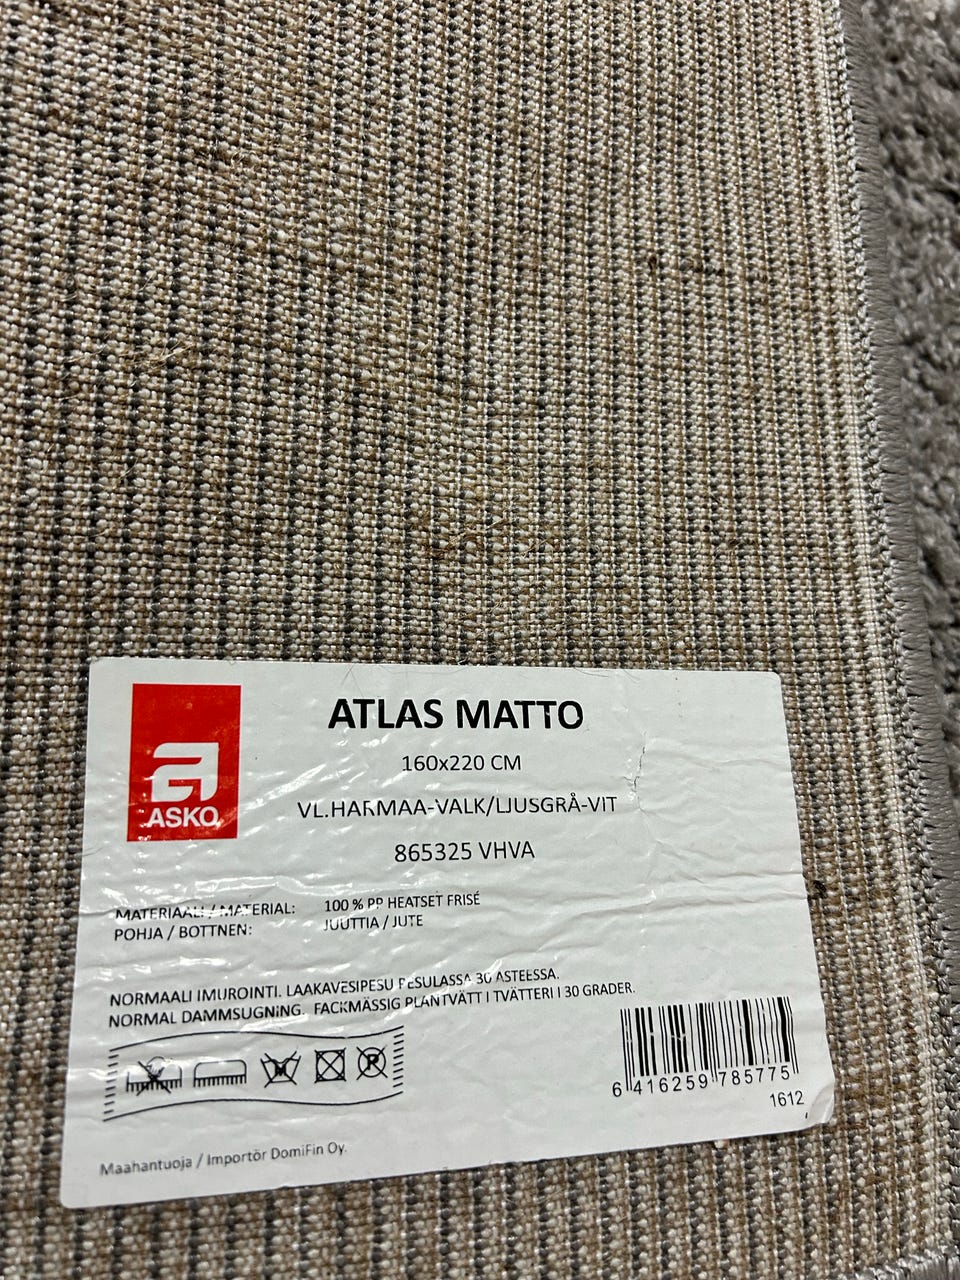 ASKO
ATLAS MATTO
160x220 CM
VL.HARMAA-VALK/LJUSGRÅ-VIT
865325 VHVA
MATERIAALI / MATERIAL: 100 % PP HEATSET FRISÉ
POHJA / BOTTNEN: JUUTTIA / JUTE
NORMAALI IMUROINTI. LAAKAVESIPESU PESULASSA 30 ASTEESSA.
NORMAL DAMMSUGNING. FACKMÄSSIG PLANTVÄTT I TVÄTTERI I 30 GRADER.
P
6 416259 785775
1612
Maahantuoja / Importör DomiFin Oy.